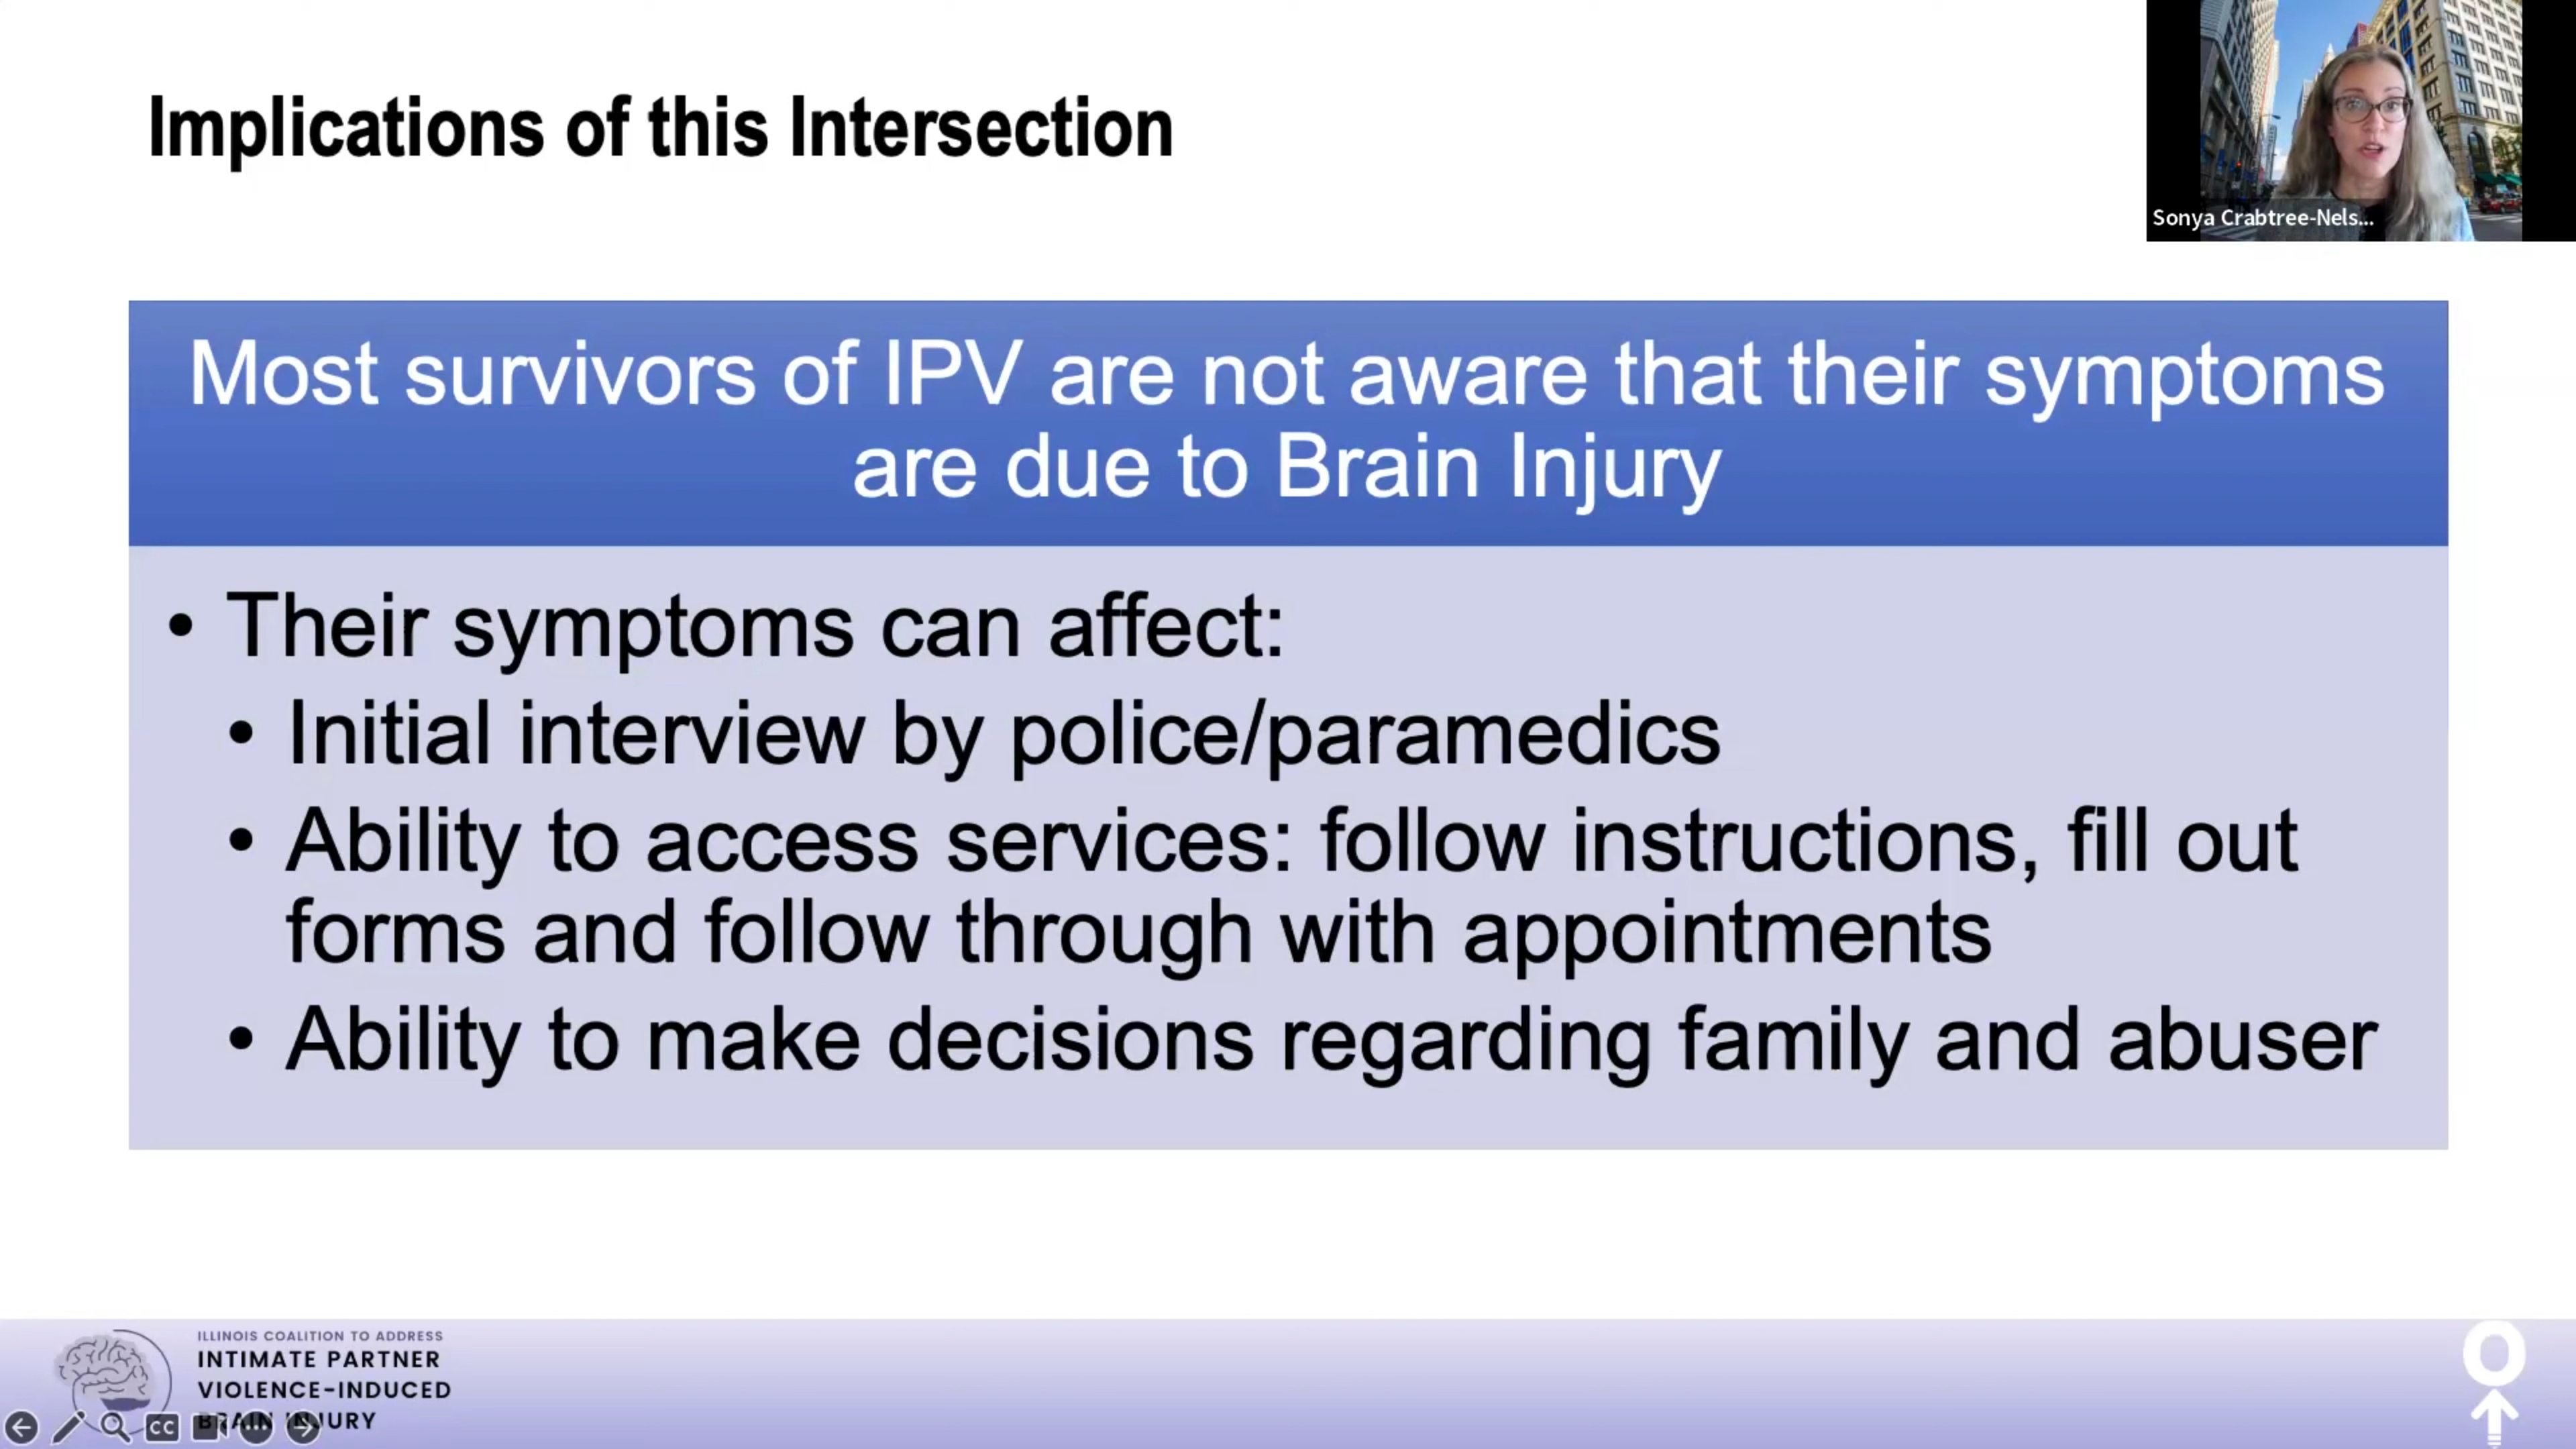 Implications of this Intersection
Sonya Crabtree-Nels...
Most survivors of IPV are not aware that their symptoms
are due to Brain Injury
• Their symptoms can affect:
• Initial interview by police/paramedics
• Ability to access services: follow instructions, fill out
forms and follow through with appointments
• Ability to make decisions regarding family and abuser
ILLINOIS COALITION TO ADDRESS
INTIMATE PARTNER
VIOLENCE-INDUCED
BRAIN INJURY
CC